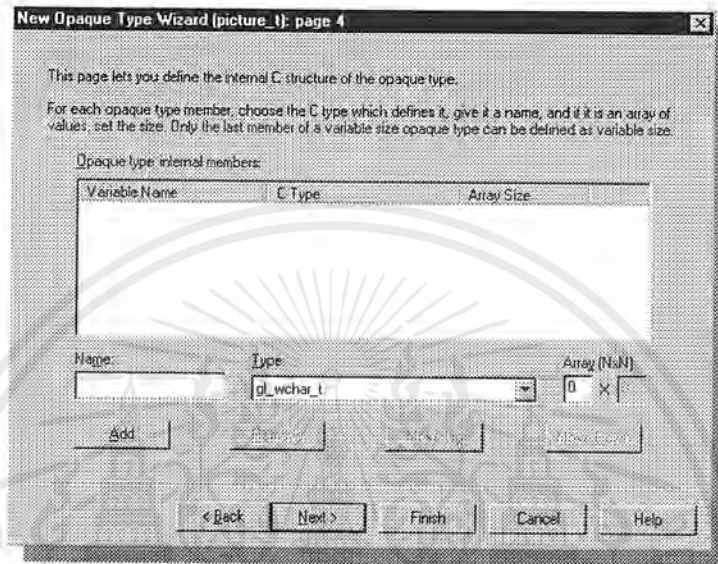 New Opaque Type Wizard (picture_t): page 4
This page lets you define the internal C structure of the opaque type.
For each opaque type member, choose the C type which defines it, give it a name, and if it is an array of
values, set the size. Only the last member of a variable size opaque type can be defined as variable size.
Opaque type internal members:
Variable Name C Type Array Size
Name: Type Array (NxN)
gl_wchar_t 0 ×
Add Remove Move Up Move Down
< Back Next > Finish Cancel Help